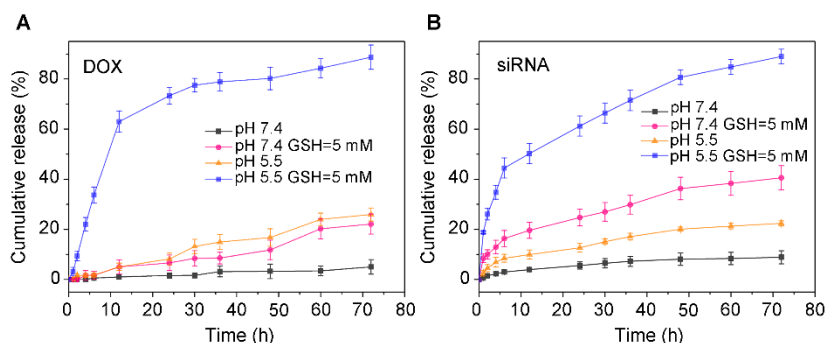 A
DOX
Cumulative release (%)
80
60
40
20
0
pH 7.4
pH 7.4 GSH=5 mM
pH 5.5
pH 5.5 GSH=5 mM
0 10 20 30 40 50 60 70 80
Time (h)
B
siRNA
Cumulative release (%)
80
60
40
20
0
pH 7.4
pH 7.4 GSH=5 mM
pH 5.5
pH 5.5 GSH=5 mM
0 10 20 30 40 50 60 70 80
Time (h)